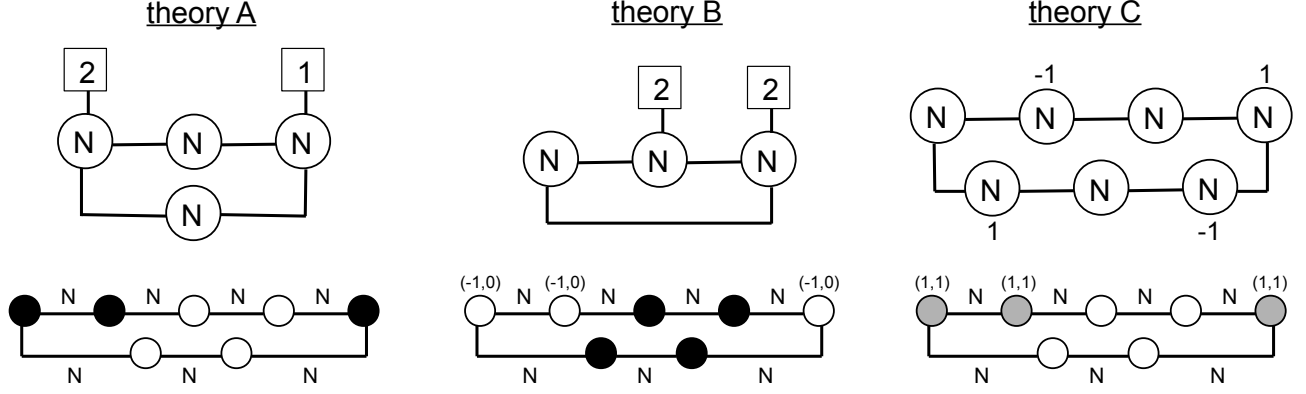 theory A
theory B
theory C
2 1
N N N
N
2 2
N N N
-1 1
N N N N
N N N
1 -1
N N N N
N N N
(-1,0) (-1,0) (-1,0)
N N N N
N N N
(1,1) (1,1) (1,1)
N N N
N N N